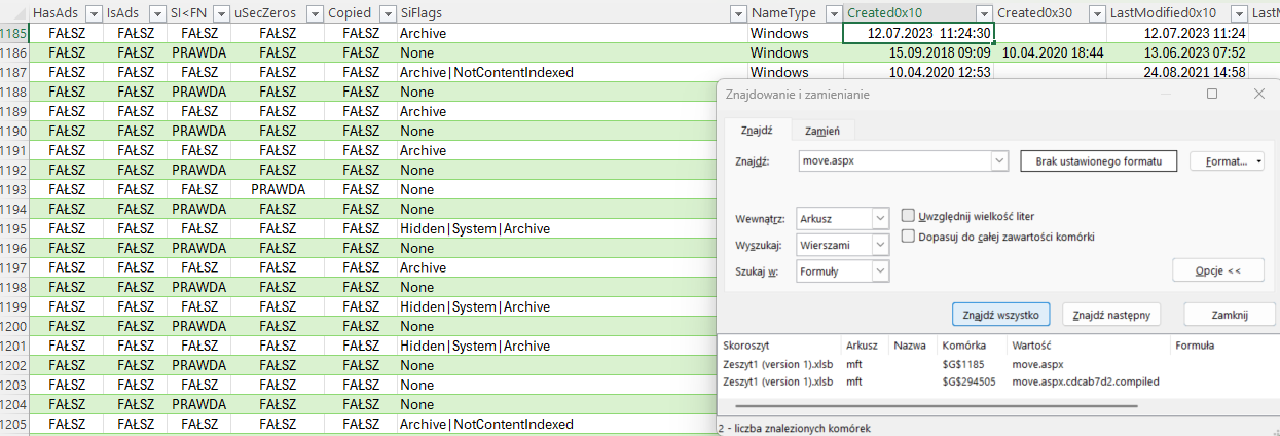 HasAds IsAds SI<FN uSecZeros Copied SiFlags NameType Created0x10 Created0x30 LastModified0x10 LastM
1185 FAŁSZ FAŁSZ FAŁSZ FAŁSZ FAŁSZ Archive Windows 12.07.2023 11:24:30 12.07.2023 11:24
1186 FAŁSZ FAŁSZ PRAWDA FAŁSZ FAŁSZ None Windows 15.09.2018 09:09 10.04.2020 18:44 13.06.2023 07:52
1187 FAŁSZ FAŁSZ FAŁSZ FAŁSZ FAŁSZ Archive|NotContentIndexed Windows 10.04.2020 12:53 24.08.2021 14:58
1188 FAŁSZ FAŁSZ PRAWDA FAŁSZ FAŁSZ None
1189 FAŁSZ FAŁSZ FAŁSZ FAŁSZ FAŁSZ Archive
1190 FAŁSZ FAŁSZ PRAWDA FAŁSZ FAŁSZ None
1191 FAŁSZ FAŁSZ FAŁSZ FAŁSZ FAŁSZ Archive
1192 FAŁSZ FAŁSZ PRAWDA FAŁSZ FAŁSZ None
1193 FAŁSZ FAŁSZ FAŁSZ PRAWDA FAŁSZ None
1194 FAŁSZ FAŁSZ PRAWDA FAŁSZ FAŁSZ None
1195 FAŁSZ FAŁSZ FAŁSZ FAŁSZ FAŁSZ Hidden|System|Archive
1196 FAŁSZ FAŁSZ PRAWDA FAŁSZ FAŁSZ None
1197 FAŁSZ FAŁSZ FAŁSZ FAŁSZ FAŁSZ Archive
1198 FAŁSZ FAŁSZ PRAWDA FAŁSZ FAŁSZ None
1199 FAŁSZ FAŁSZ FAŁSZ FAŁSZ FAŁSZ Hidden|System|Archive
1200 FAŁSZ FAŁSZ PRAWDA FAŁSZ FAŁSZ None
1201 FAŁSZ FAŁSZ FAŁSZ FAŁSZ FAŁSZ Hidden|System|Archive
1202 FAŁSZ FAŁSZ PRAWDA FAŁSZ FAŁSZ None
1203 FAŁSZ FAŁSZ FAŁSZ FAŁSZ FAŁSZ None
1204 FAŁSZ FAŁSZ PRAWDA FAŁSZ FAŁSZ None
1205 FAŁSZ FAŁSZ FAŁSZ FAŁSZ FAŁSZ Archive|NotContentIndexed
Znajdowanie i zamienianie
Znajdź Zamień
Znajdź: move.aspx Brak ustawionego formatu Format...
Wewnątrz: Arkusz Uwzględnij wielkość liter
Wyszukaj: Wierszami Dopasuj do całej zawartości komórki
Szukaj w: Formuły Opcje <<
Znajdź wszystko Znajdź następny Zamknij
Skoroszyt Arkusz Nazwa Komórka Wartość Formuła
Zeszyt1 (version 1).xlsb mft $G$1185 move.aspx
Zeszyt1 (version 1).xlsb mft $G$294505 move.aspx.cdcab7d2.compiled
2 - liczba znalezionych komórek